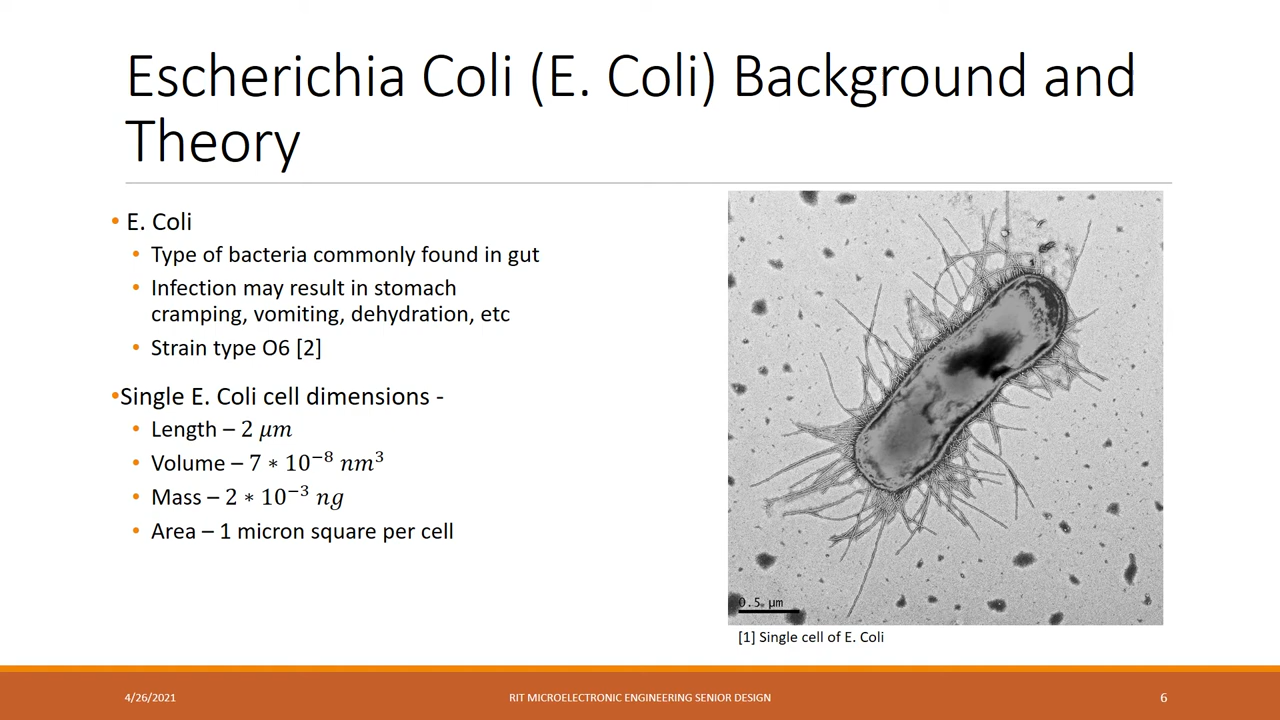 Escherichia Coli (E. Coli) Background and
Theory
• E. Coli
• Type of bacteria commonly found in gut
• Infection may result in stomach
cramping, vomiting, dehydration, etc
• Strain type O6 [2]
•Single E. Coli cell dimensions -
• Length – 2 μm
• Volume – 7 * 10⁻⁸ nm³
• Mass – 2 * 10⁻³ ng
• Area – 1 micron square per cell
0.5 μm
[1] Single cell of E. Coli
4/26/2021
RIT MICROELECTRONIC ENGINEERING SENIOR DESIGN
6